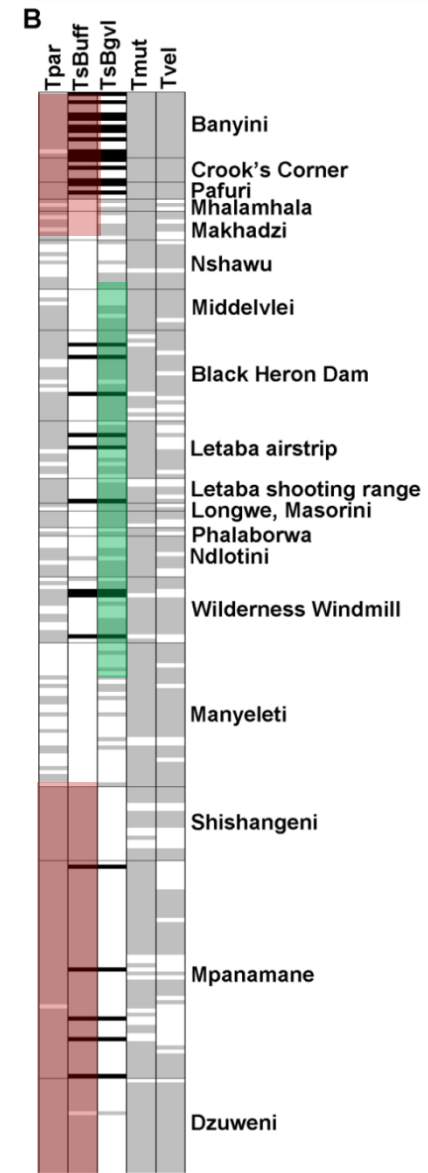 B
Tpar
TsBuff
TsBgvl
Tmut
Tvel
Banyini
Crook's Corner
Pafuri
Mhalamhala
Makhadzi
Nshawu
Middelvlei
Black Heron Dam
Letaba airstrip
Letaba shooting range
Longwe, Masorini
Phalaborwa
Ndlotini
Wilderness Windmill
Manyeleti
Shishangeni
Mpanamane
Dzuweni